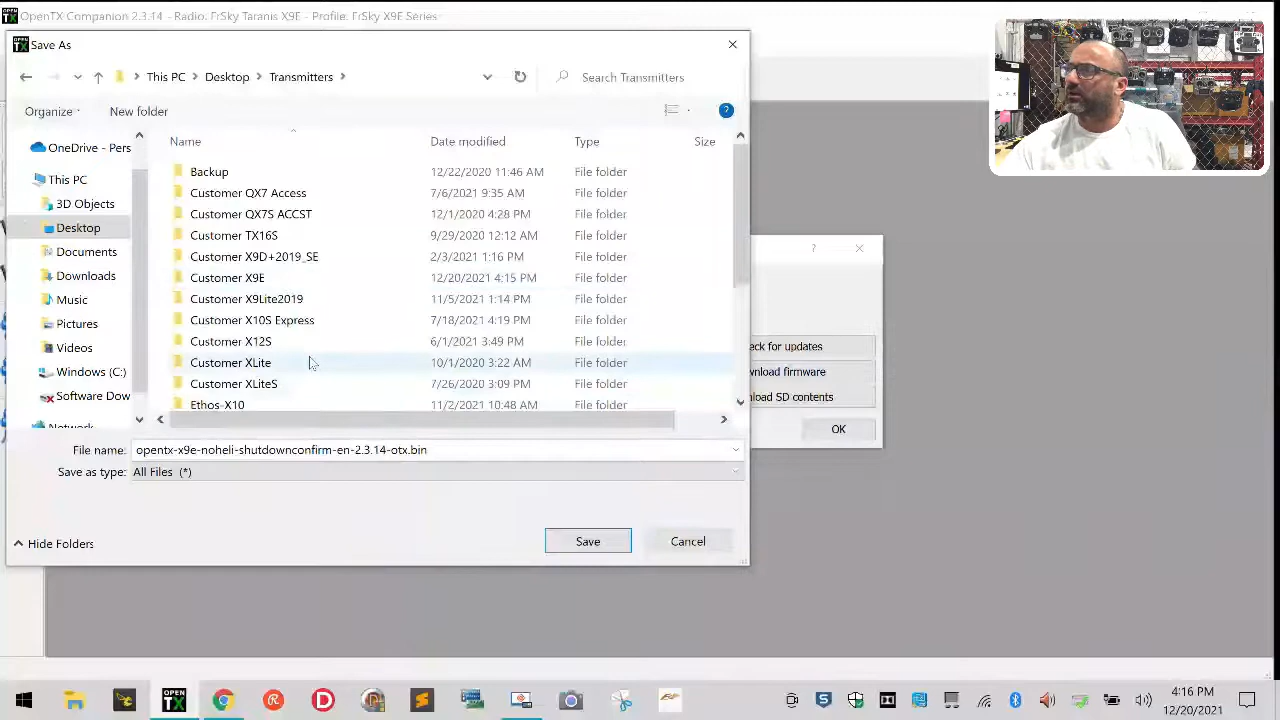 OpenTX Companion 2.3.14 - Radio: FrSky Taranis X9E - Profile: FrSky X9E Series
OPEN TX Save As
This PC > Desktop > Transmitters >
Search Transmitters
Organize
New folder
?
Name Date modified Type Size
Backup 12/22/2020 11:46 AM File folder
Customer QX7 Access 7/6/2021 9:35 AM File folder
Customer QX7S ACCST 12/1/2020 4:28 PM File folder
Customer TX16S 9/29/2020 12:12 AM File folder
Customer X9D+2019_SE 2/3/2021 1:16 PM File folder
Customer X9E 12/20/2021 4:15 PM File folder
Customer X9Lite2019 11/5/2021 1:14 PM File folder
Customer X10S Express 7/18/2021 4:19 PM File folder
Customer X12S 6/1/2021 3:49 PM File folder
Customer XLite 10/1/2020 3:22 AM File folder
Customer XLiteS 7/26/2020 3:09 PM File folder
Ethos-X10 11/2/2021 10:48 AM File folder
OneDrive - Pers
This PC
3D Objects
Desktop
Documents
Downloads
Music
Pictures
Videos
Windows (C:)
Software Dow
Network
File name: opentx-x9e-noheli-shutdownconfirm-en-2.3.14-otx.bin
Save as type: All Files (*)
Hide Folders
Save
Cancel
?
eck for updates
wnload firmware
nload SD contents
OK
OPEN TX
4:16 PM
12/20/2021